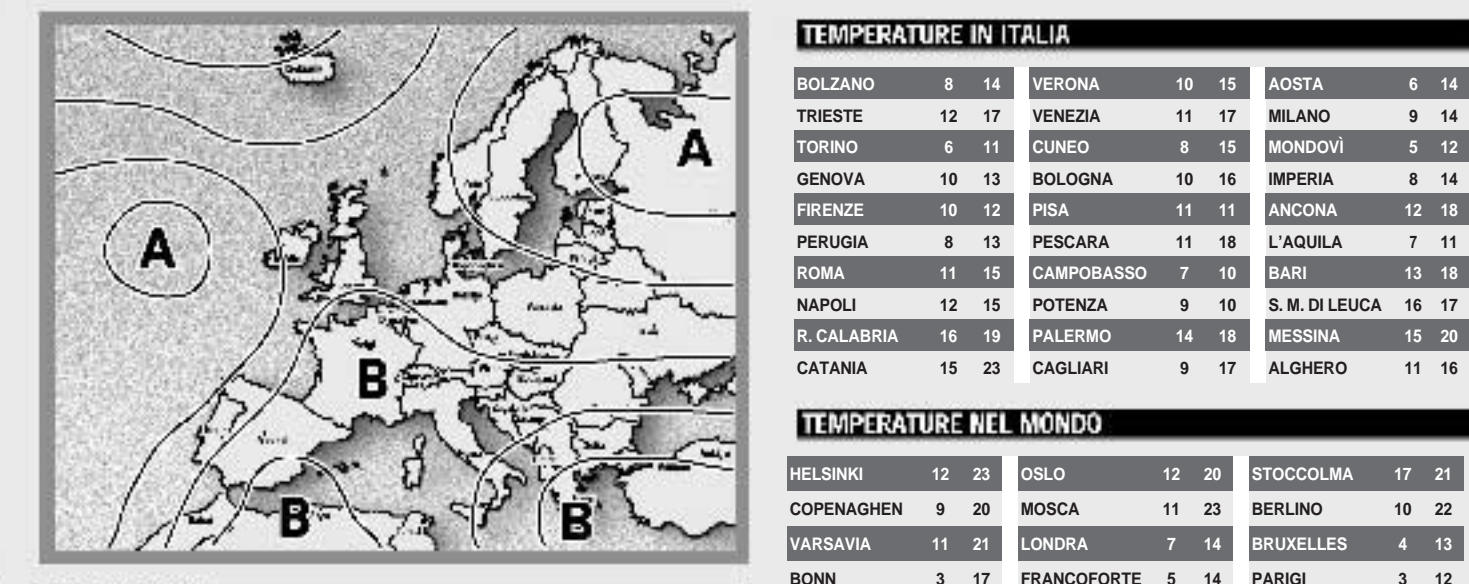 A
A
B
B
B
TEMPERATURE IN ITALIA
BOLZANO 8 14 VERONA 10 15 AOSTA 6 14
TRIESTE 12 17 VENEZIA 11 17 MILANO 9 14
TORINO 6 11 CUNEO 8 15 MONDOVÌ 5 12
GENOVA 10 13 BOLOGNA 10 16 IMPERIA 8 14
FIRENZE 10 12 PISA 11 11 ANCONA 12 18
PERUGIA 8 13 PESCARA 11 18 L'AQUILA 7 11
ROMA 11 15 CAMPOBASSO 7 10 BARI 13 18
NAPOLI 12 15 POTENZA 9 10 S. M. DI LEUCA 16 17
R. CALABRIA 16 19 PALERMO 14 18 MESSINA 15 20
CATANIA 15 23 CAGLIARI 9 17 ALGHERO 11 16
TEMPERATURE NEL MONDO
HELSINKI 12 23 OSLO 12 20 STOCCOLMA 17 21
COPENAGHEN 9 20 MOSCA 11 23 BERLINO 10 22
VARSAVIA 11 21 LONDRA 7 14 BRUXELLES 4 13
BONN 3 17 FRANCOFORTE 5 14 PARIGI 3 12